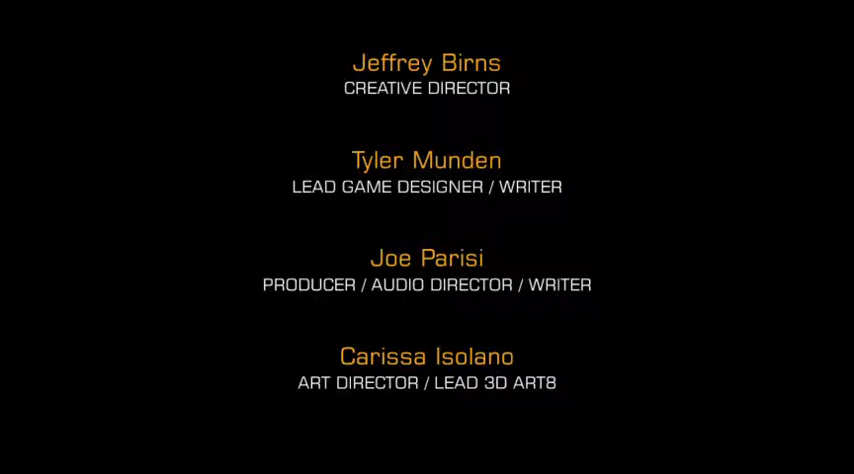 Jeffrey Birns
CREATIVE DIRECTOR
Tyler Munden
LEAD GAME DESIGNER / WRITER
Joe Parisi
PRODUCER / AUDIO DIRECTOR / WRITER
Carissa Isolano
ART DIRECTOR / LEAD 3D ART8